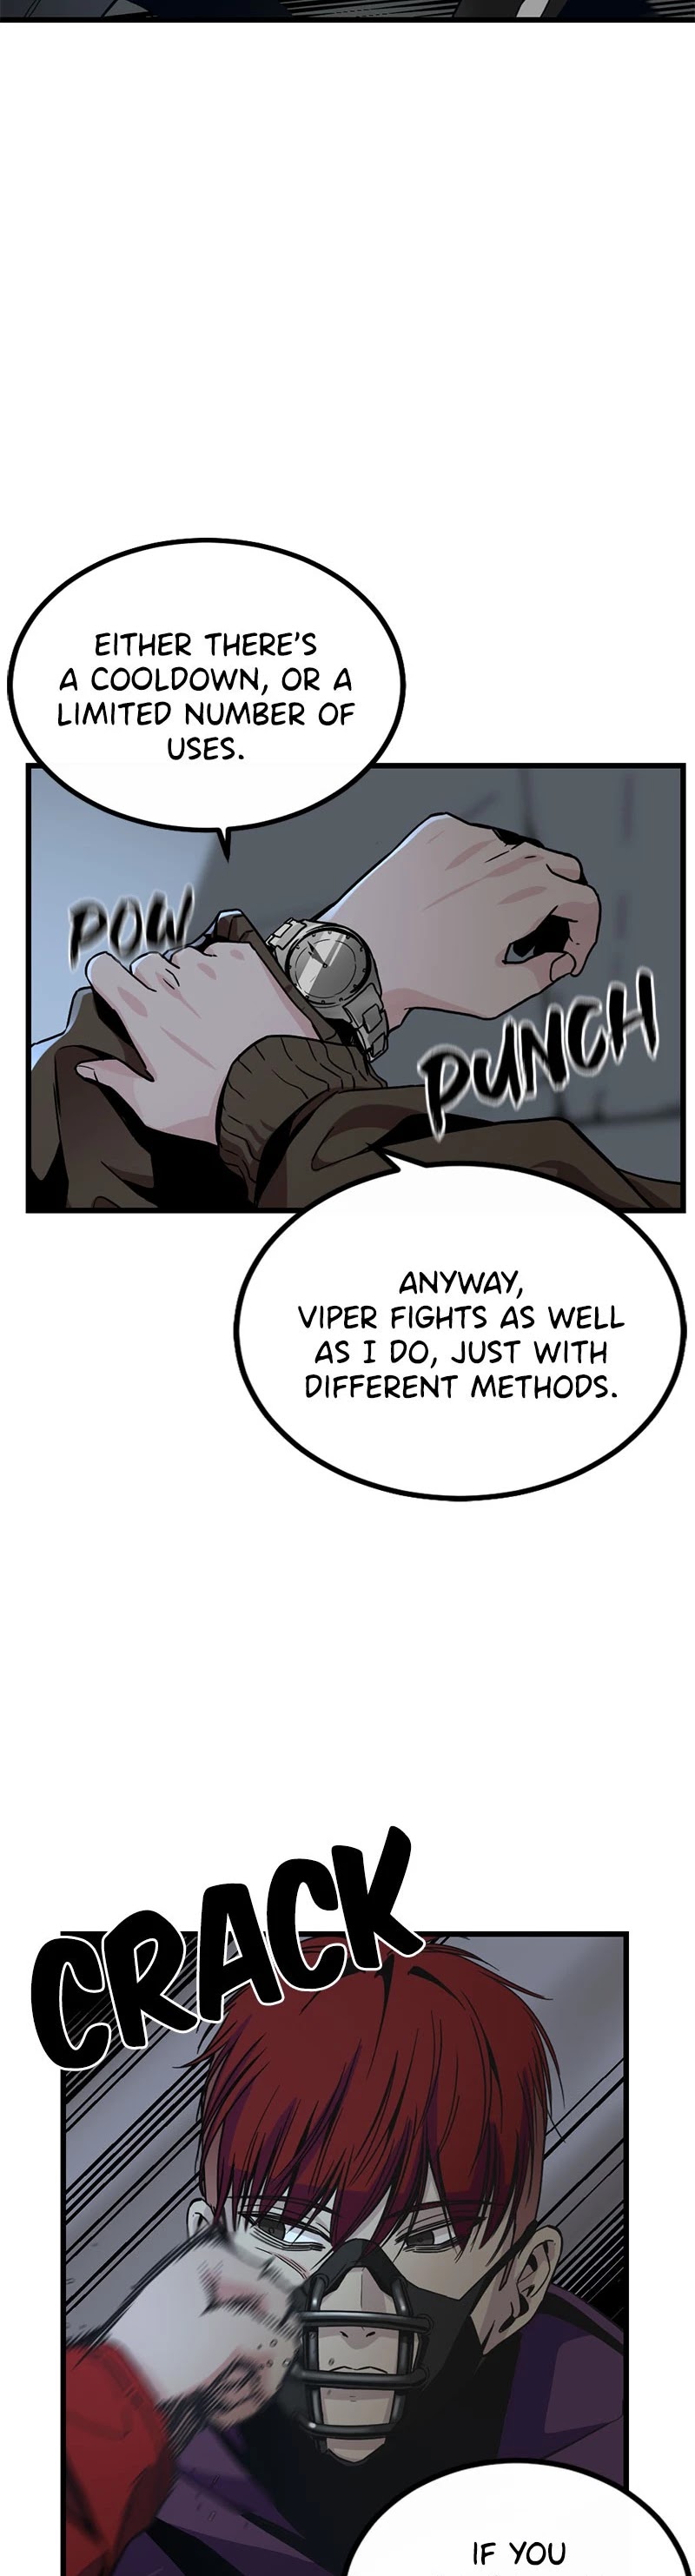 EITHER THERE'S
A COOLDOWN, OR A
LIMITED NUMBER OF
USES.
POW
PUNCH
ANYWAY,
VIPER FIGHTS AS WELL
AS I DO, JUST WITH
DIFFERENT METHODS.
CRACK
IF YOU